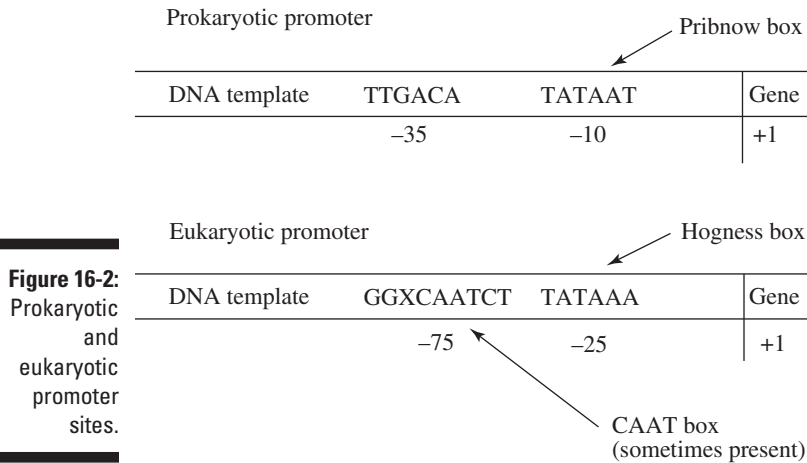 Prokaryotic promoter
Pribnow box
DNA template TTGACA TATAAT Gene
–35 –10 +1
Eukaryotic promoter
Hogness box
DNA template GGXCAATCT TATAAA Gene
–75 –25 +1
CAAT box
(sometimes present)
Figure 16-2:
Prokaryotic
and
eukaryotic
promoter
sites.